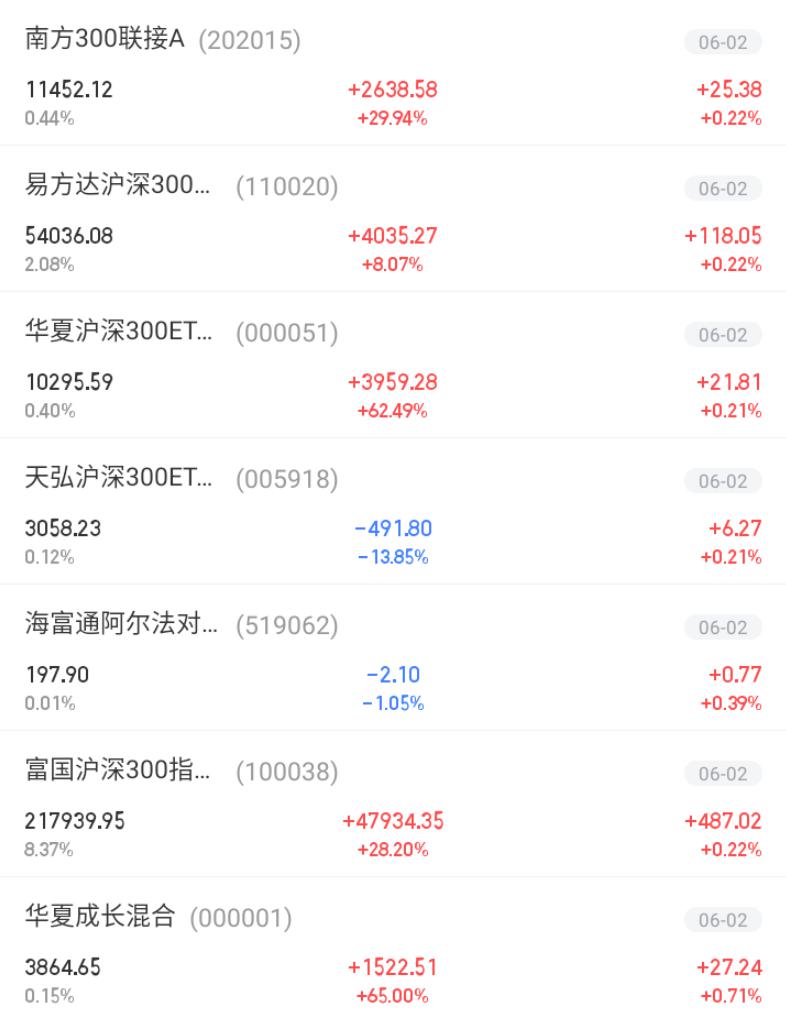 南方300联接A (202015) 06-02
11452.12 +2638.58 +25.38
0.44% +29.94% +0.22%
易方达沪深300... (110020) 06-02
54036.08 +4035.27 +118.05
2.08% +8.07% +0.22%
华夏沪深300ET... (000051) 06-02
10295.59 +3959.28 +21.81
0.40% +62.49% +0.21%
天弘沪深300ET... (005918) 06-02
3058.23 -491.80 +6.27
0.12% -13.85% +0.21%
海富通阿尔法对... (519062) 06-02
197.90 -2.10 +0.77
0.01% -1.05% +0.39%
富国沪深300指... (100038) 06-02
217939.95 +47934.35 +487.02
8.37% +28.20% +0.22%
华夏成长混合 (000001) 06-02
3864.65 +1522.51 +27.24
0.15% +65.00% +0.71%